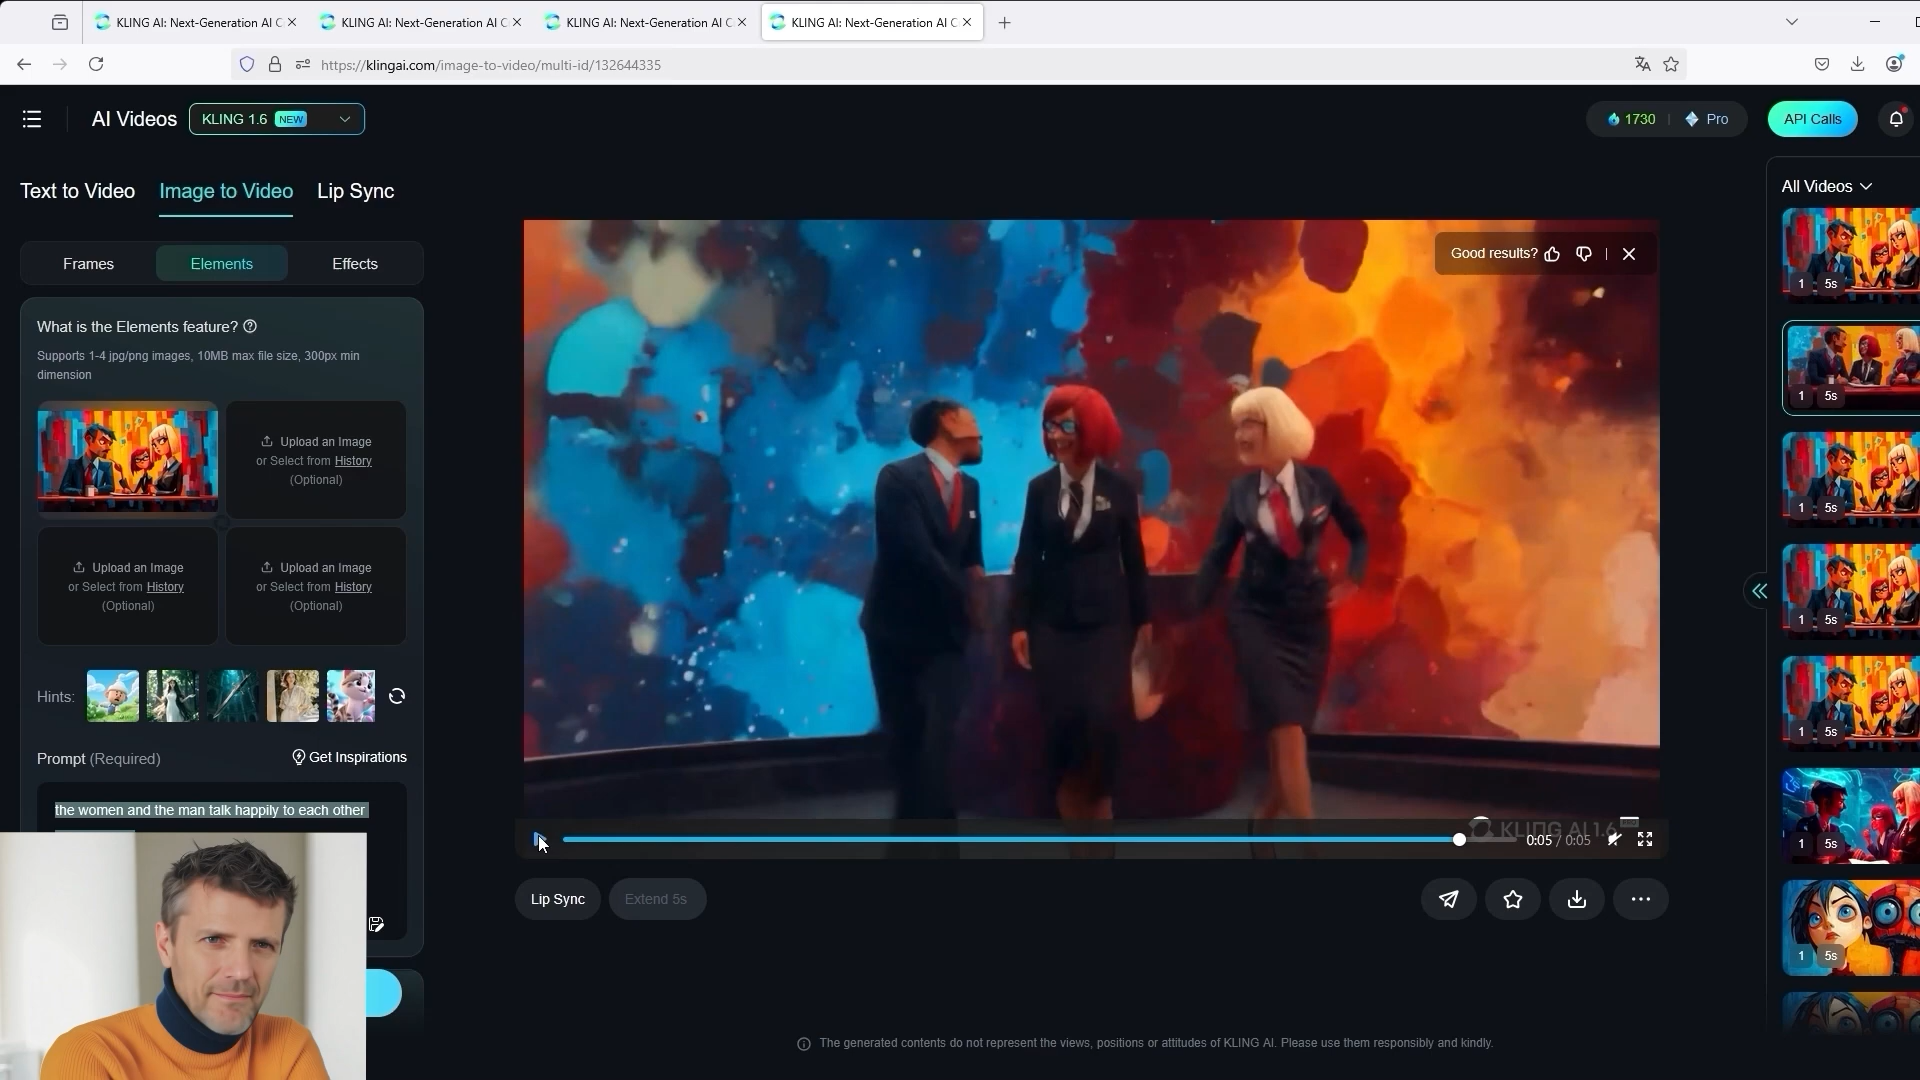 KLING AI: Next-Generation AI C
KLING AI: Next-Generation AI C
KLING AI: Next-Generation AI C
KLING AI: Next-Generation AI C
https://klingai.com/image-to-video/multi-id/132644335
AI Videos
KLING 1.6 NEW
1730
Pro
API Calls
Text to Video
Image to Video
Lip Sync
All Videos
Frames
Elements
Effects
Good results?
What is the Elements feature?
Supports 1-4 jpg/png images, 10MB max file size, 300px min
dimension
Upload an Image
or Select from History
(Optional)
Upload an Image
or Select from History
(Optional)
Upload an Image
or Select from History
(Optional)
Hints:
Prompt (Required)
Get Inspirations
the women and the man talk happily to each other
KLING AI 1.6
0:05 / 0:05
Lip Sync
Extend 5s
1 5s
1 5s
1 5s
1 5s
1 5s
1 5s
1 5s
The generated contents do not represent the views, positions or attitudes of KLING AI. Please use them responsibly and kindly.